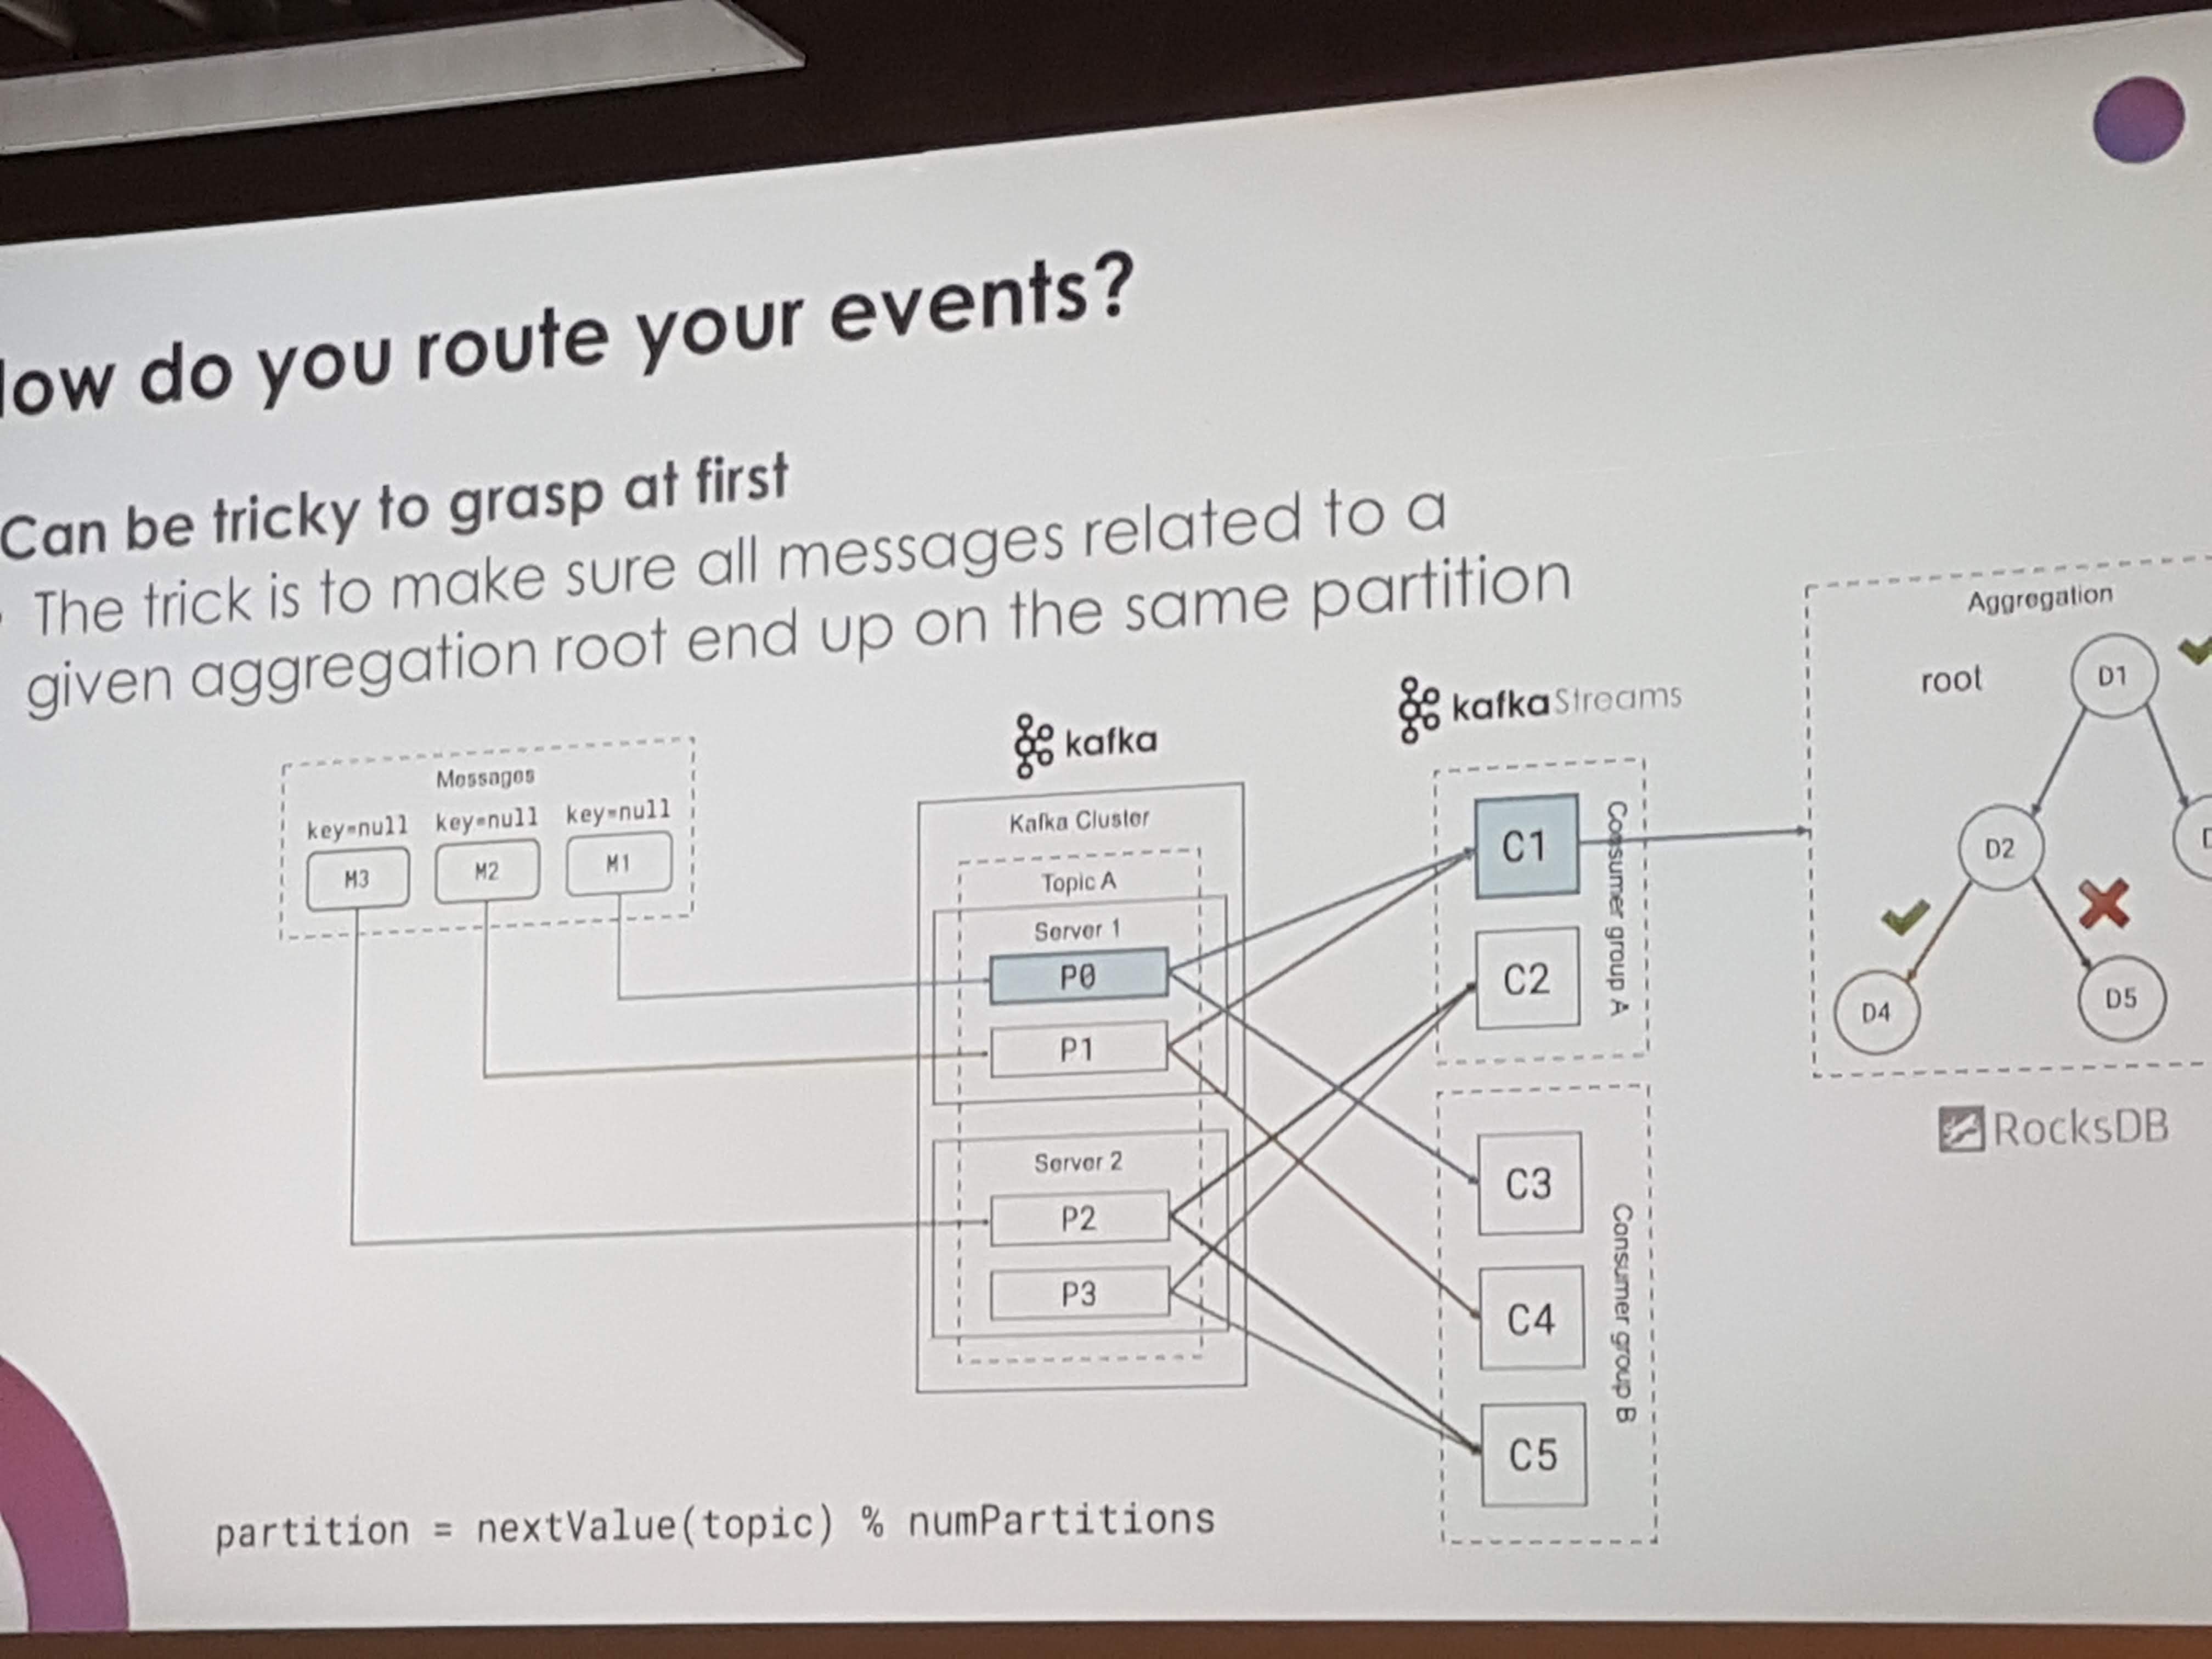 How do you route your events?
Can be tricky to grasp at first
The trick is to make sure all messages related to a
given aggregation root end up on the same partition
Messages
key=null key=null key=null
M3 M2 M1
kafka
Kafka Cluster
Topic A
Server 1
P0
P1
Server 2
P2
P3
kafka Streams
C1
C2
Consumer group A
C3
C4
C5
Consumer group B
Aggregation
root
D1
D2
D4
D5
RocksDB
partition = nextValue(topic) % numPartitions